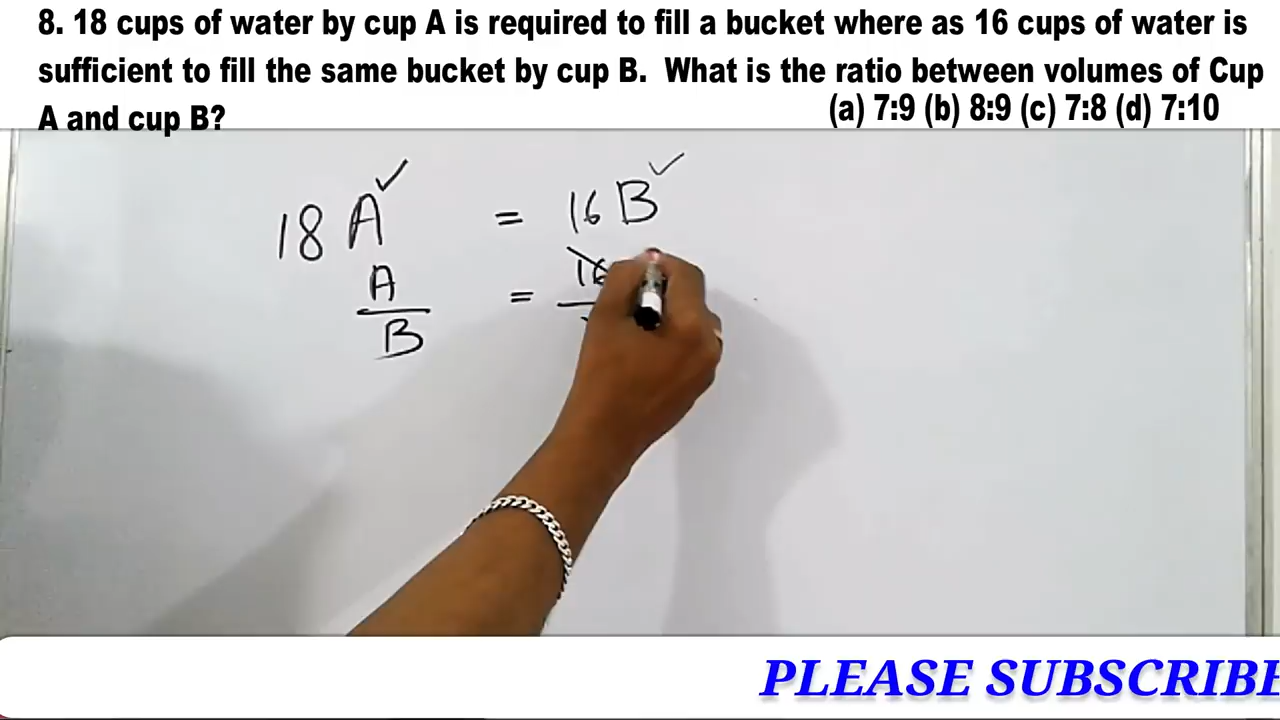 8. 18 cups of water by cup A is required to fill a bucket where as 16 cups of water is
sufficient to fill the same bucket by cup B. What is the ratio between volumes of Cup
A and cup B?
(a) 7:9 (b) 8:9 (c) 7:8 (d) 7:10
18 A ✓ = 16 B ✓
A/B = 16
PLEASE SUBSCRIBE